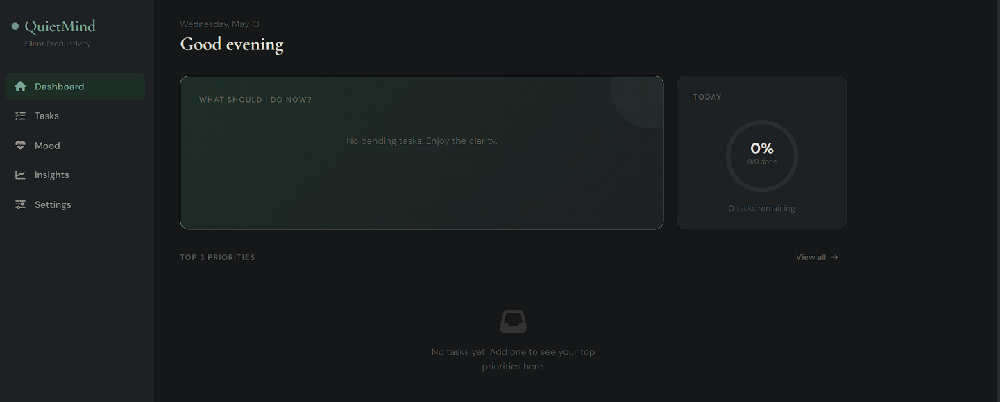 QuietMind
Silent Productivity
Dashboard
Tasks
Mood
Insights
Settings
Wednesday, May 13
Good evening
WHAT SHOULD I DO NOW?
No pending tasks. Enjoy the clarity.
TODAY
0%
0/0 done
0 tasks remaining
TOP 3 PRIORITIES
View all →
No tasks yet. Add one to see your top
priorities here.